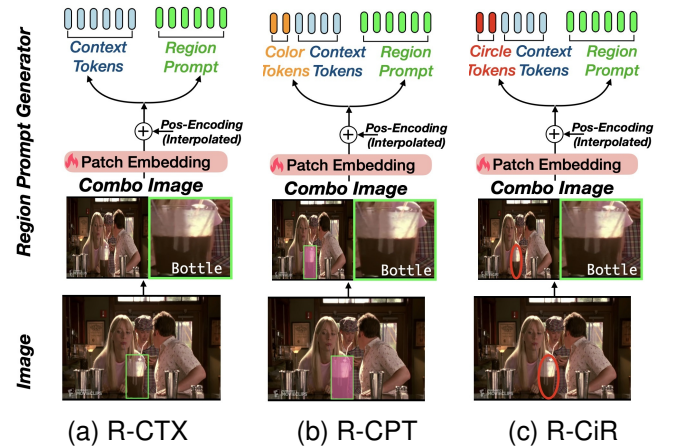 Region Prompt Generator
Image
Context
Tokens
Region
Prompt
Pos-Encoding
(Interpolated)
Patch Embedding
Combo Image
Bottle
(a) R-CTX
Color
Tokens
Context
Tokens
Region
Prompt
Pos-Encoding
(Interpolated)
Patch Embedding
Combo Image
Bottle
(b) R-CPT
Circle
Tokens
Context
Tokens
Region
Prompt
Pos-Encoding
(Interpolated)
Patch Embedding
Combo Image
Bottle
(c) R-CiR